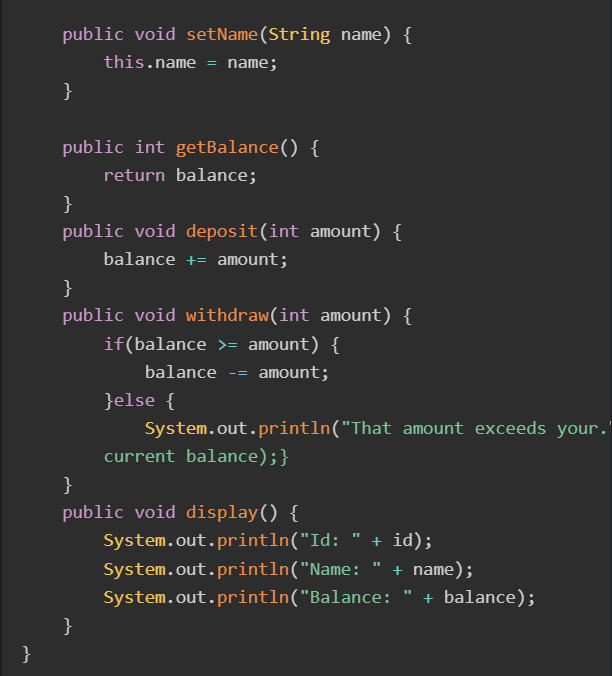 public void setName(String name) {
this.name = name;
}
public int getBalance() {
return balance;
}
public void deposit(int amount) {
balance += amount;
}
public void withdraw(int amount) {
if(balance >= amount) {
balance -= amount;
}else {
System.out.println("That amount exceeds your."
current balance);}
}
public void display() {
System.out.println("Id: " + id);
System.out.println("Name: " + name);
System.out.println("Balance: " + balance);
}
}